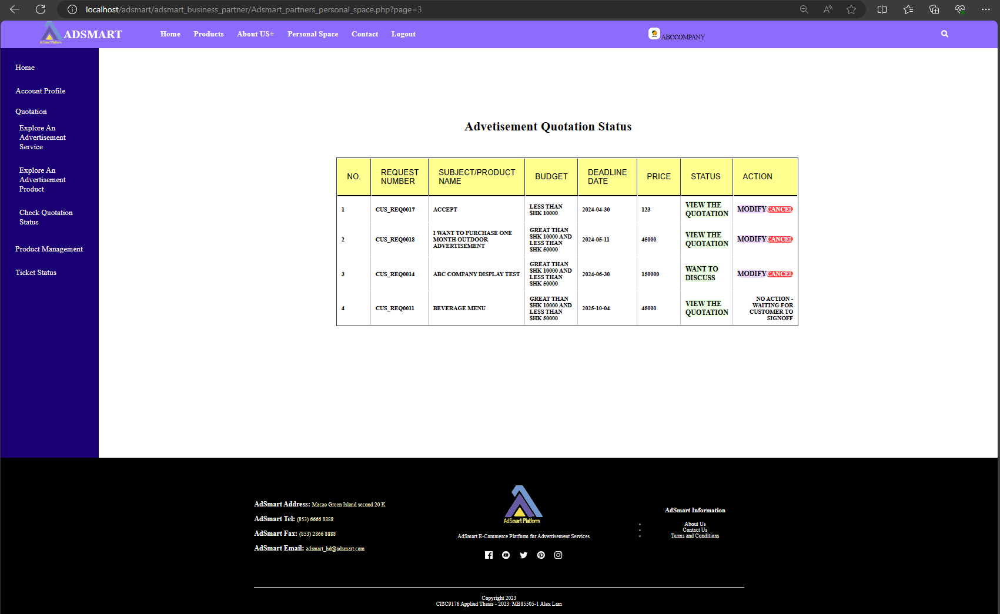 localhost/adsmart/adsmart_business_partner/Adsmart_partners_personal_space.php?page=3
AdSmart Platform
ADSMART
Home
Products
About US+
Personal Space
Contact
Logout
ABCCOMPANY
Home
Account Profile
Quotation
Explore An
Advertisement
Service
Explore An
Advertisement
Product
Check Quotation
Status
Product Management
Ticket Status
Advetisement Quotation Status
NO.
REQUEST
NUMBER
SUBJECT/PRODUCT
NAME
BUDGET
DEADLINE
DATE
PRICE
STATUS
ACTION
1
CUS_REQ0017
ACCEPT
LESS THAN
$HK 10000
2024-04-30
123
VIEW THE
QUOTATION
MODIFY CANCEL
2
CUS_REQ0018
I WANT TO PURCHASE ONE
MONTH OUTDOOR
ADVERTISEMENT
GREAT THAN
$HK 10000 AND
LESS THAN
$HK 50000
2024-05-11
45000
VIEW THE
QUOTATION
MODIFY CANCEL
3
CUS_REQ0014
ABC COMPANY DISPLAY TEST
GREAT THAN
$HK 10000 AND
LESS THAN
$HK 50000
2024-06-30
150000
WANT TO
DISCUSS
MODIFY CANCEL
4
CUS_REQ0011
BEVERAGE MENU
GREAT THAN
$HK 10000 AND
LESS THAN
$HK 50000
2025-10-04
45000
VIEW THE
QUOTATION
NO ACTION -
WAITING FOR
CUSTOMER TO
SIGNOFF
AdSmart Address: Macao Green Island second 20 K
AdSmart Tel: (853) 6666 8888
AdSmart Fax: (853) 2866 8888
AdSmart Email: adsmart_hd@adsmart.com
AdSmart Platform
AdSmart E-Commerce Platform for Advertisement Services
AdSmart Information
About Us
Contact Us
Terms and Conditions
Copyright 2023
CISC9176 Applied Thesis - 2023: MB85505-1 Alex Lam